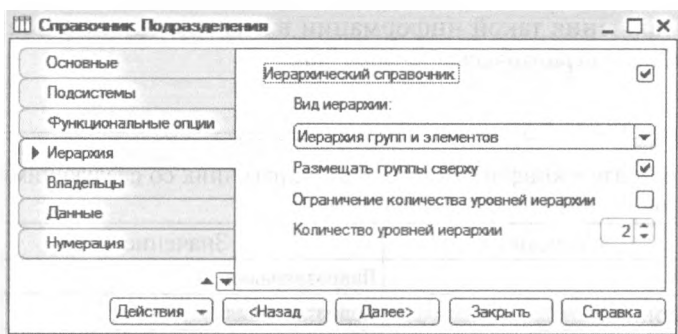 Справочник Подразделения
Основные
Подсистемы
Функциональные опции
Иерархия
Владельцы
Данные
Нумерация
Иерархический справочник
Вид иерархии:
Иерархия групп и элементов
Размещать группы сверху
Ограничение количества уровней иерархии
Количество уровней иерархии
2
Действия
<Назад
Далее>
Закрыть
Справка